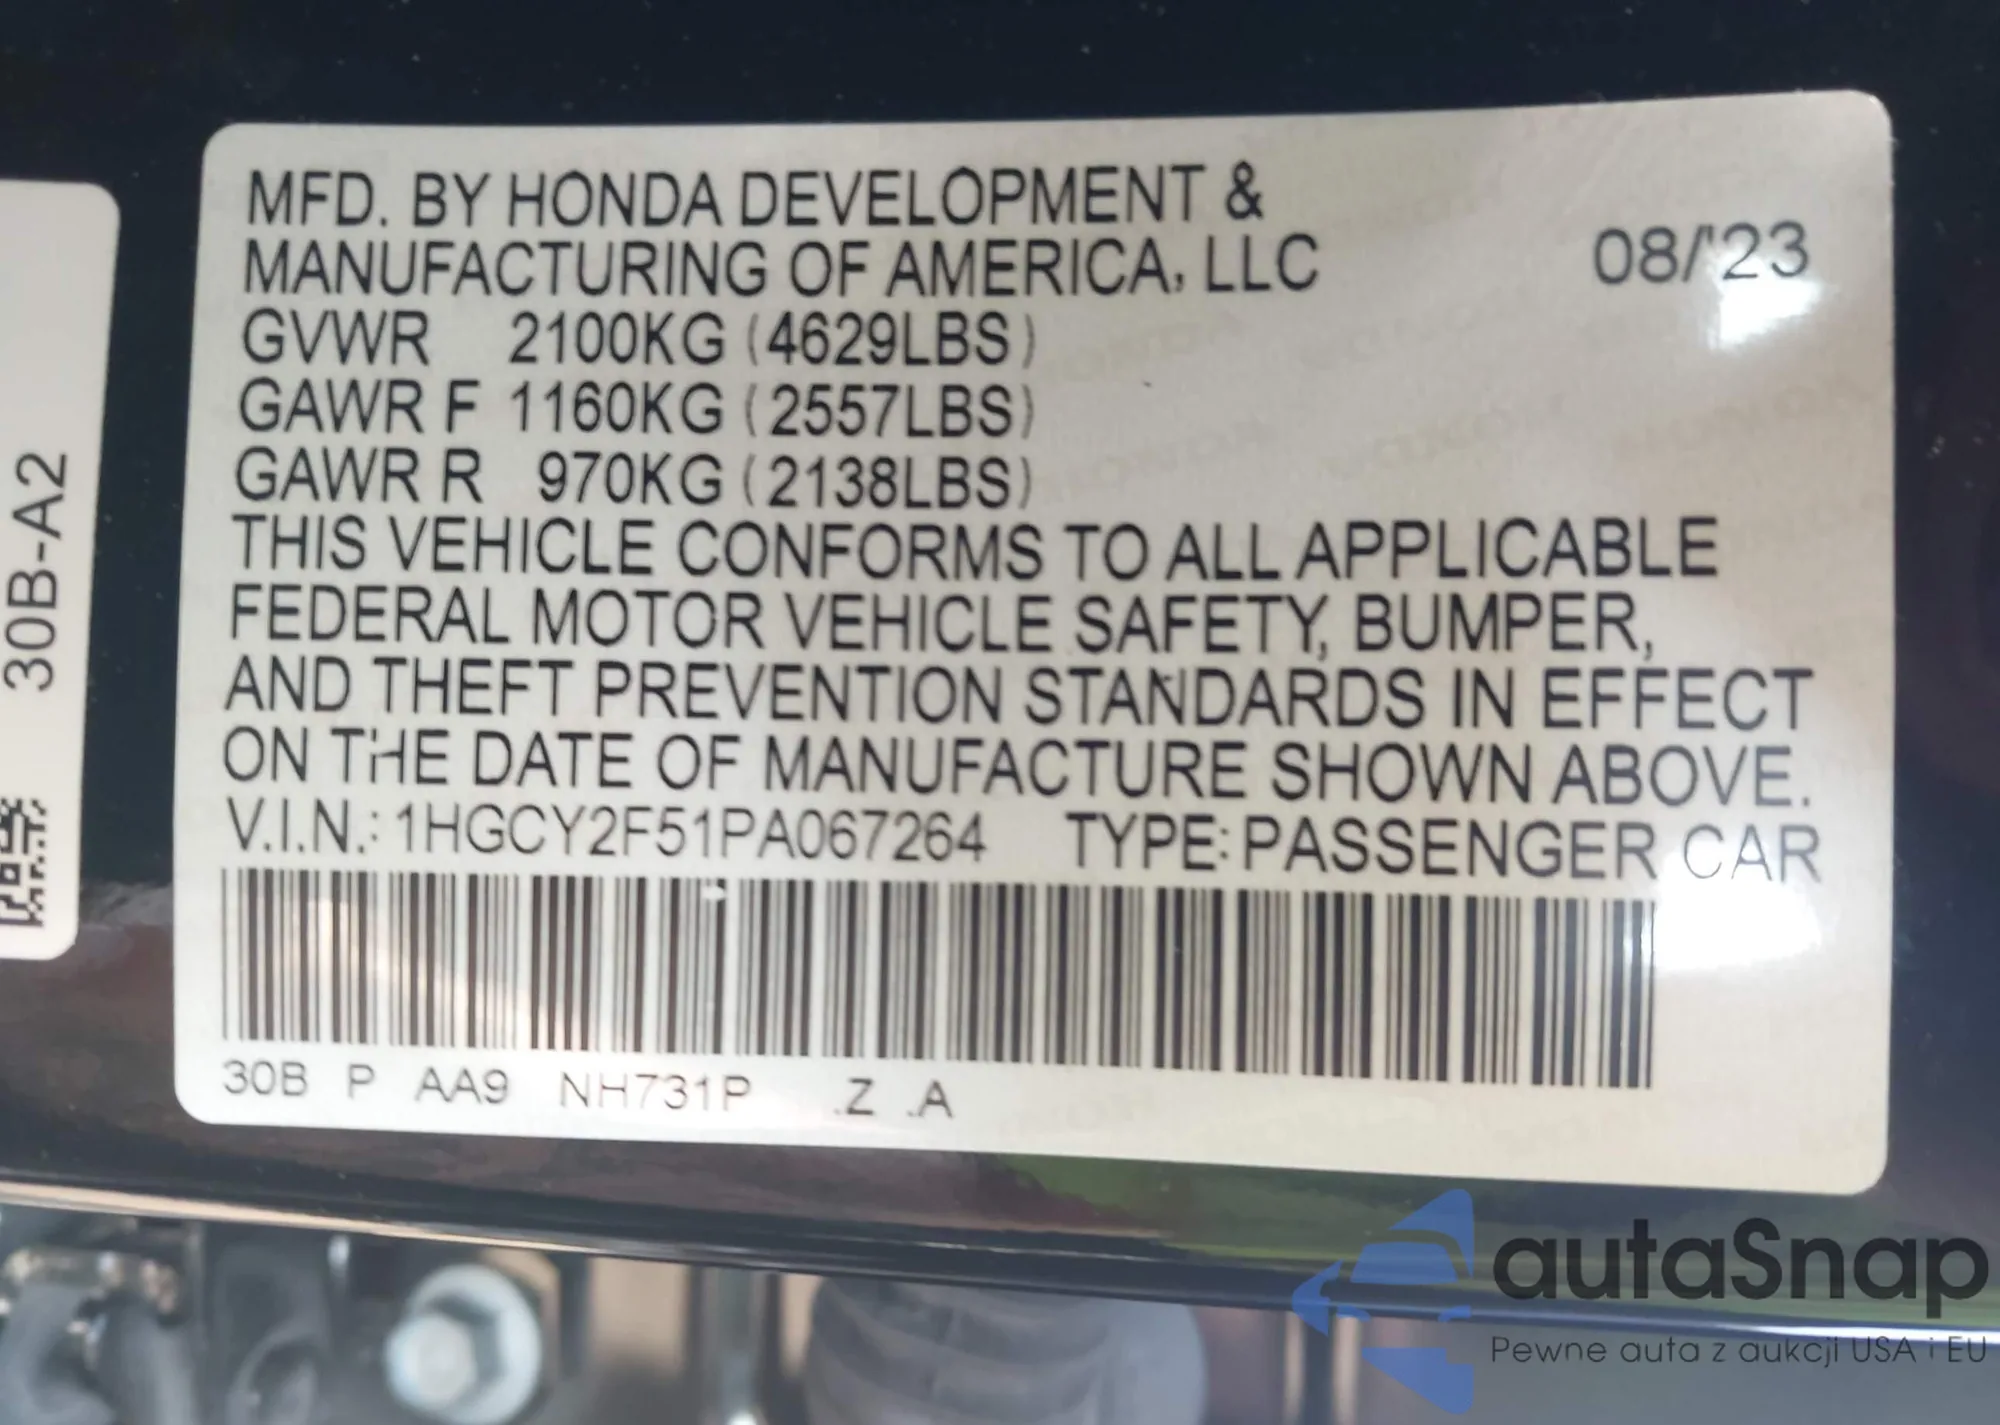 MFD. BY HONDA DEVELOPMENT &
MANUFACTURING OF AMERICA, LLC
08/'23
GVWR 2100KG (4629LBS)
GAWR F 1160KG (2557LBS)
GAWR R 970KG (2138LBS)
THIS VEHICLE CONFORMS TO ALL APPLICABLE
FEDERAL MOTOR VEHICLE SAFETY, BUMPER,
AND THEFT PREVENTION STANDARDS IN EFFECT
ON THE DATE OF MANUFACTURE SHOWN ABOVE.
V.I.N.: 1HGCY2F51PA067264 TYPE: PASSENGER CAR
30B P AA9 NH731P .Z .A
30B-A2
autaSnap
Pewne auta z aukcji USA i EU